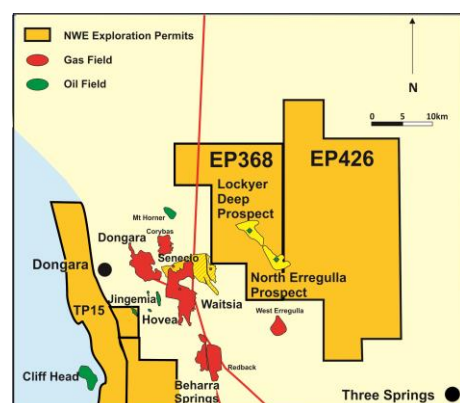 NWE Exploration Permits
Gas Field
Oil Field
N
0 5 10km
EP368
EP426
Lockyer
Deep
Prospect
Mt Horner
Corybas
Dongara
Senecio
Dongara
North Erregulla
Prospect
Jingemia
Waitsia
TP15
Hovea
West Erregulla
Redback
Cliff Head
Beharra
Springs
Three Springs